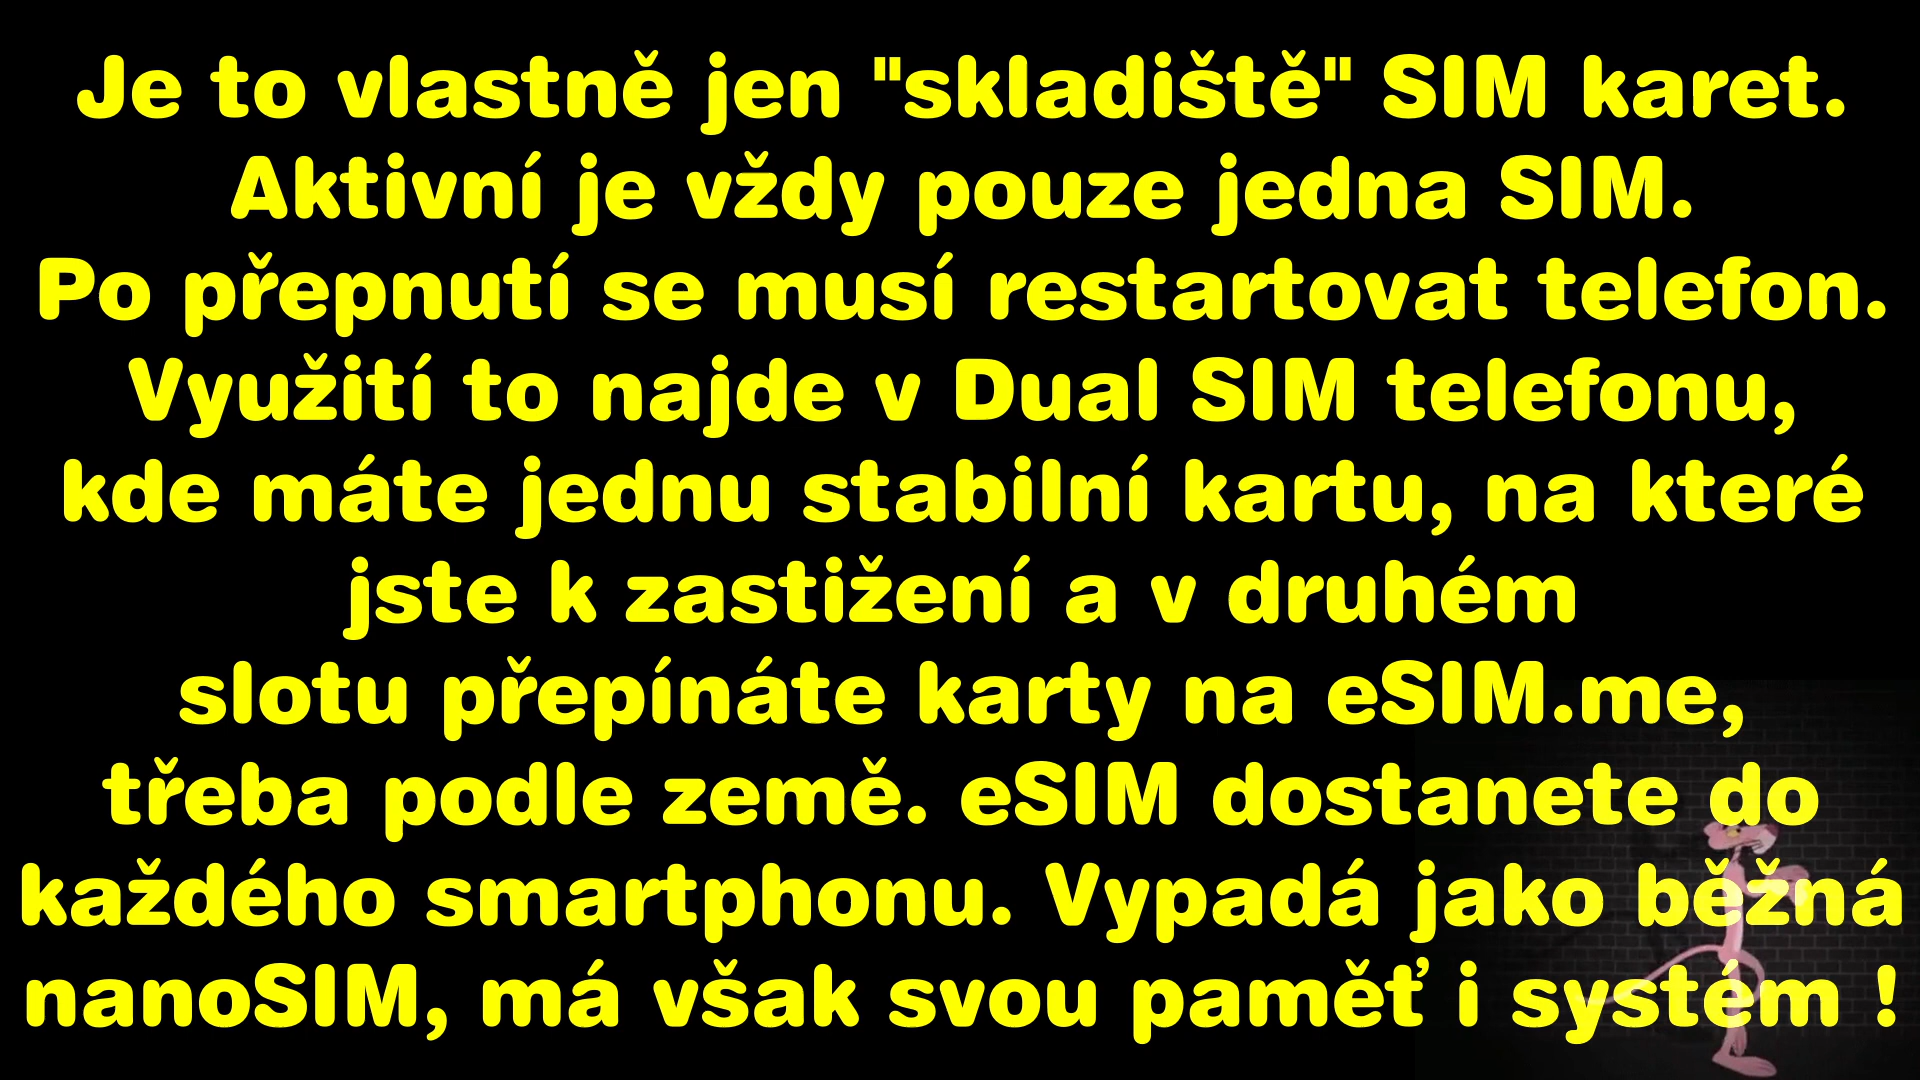 Je to vlastně jen "skladiště" SIM karet.
Aktivní je vždy pouze jedna SIM.
Po přepnutí se musí restartovat telefon.
Využití to najde v Dual SIM telefonu,
kde máte jednu stabilní kartu, na které
jste k zastižení a v druhém
slotu přepínáte karty na eSIM.me,
třeba podle země. eSIM dostanete do
každého smartphonu. Vypadá jako běžná
nanoSIM, má však svou paměť i systém !